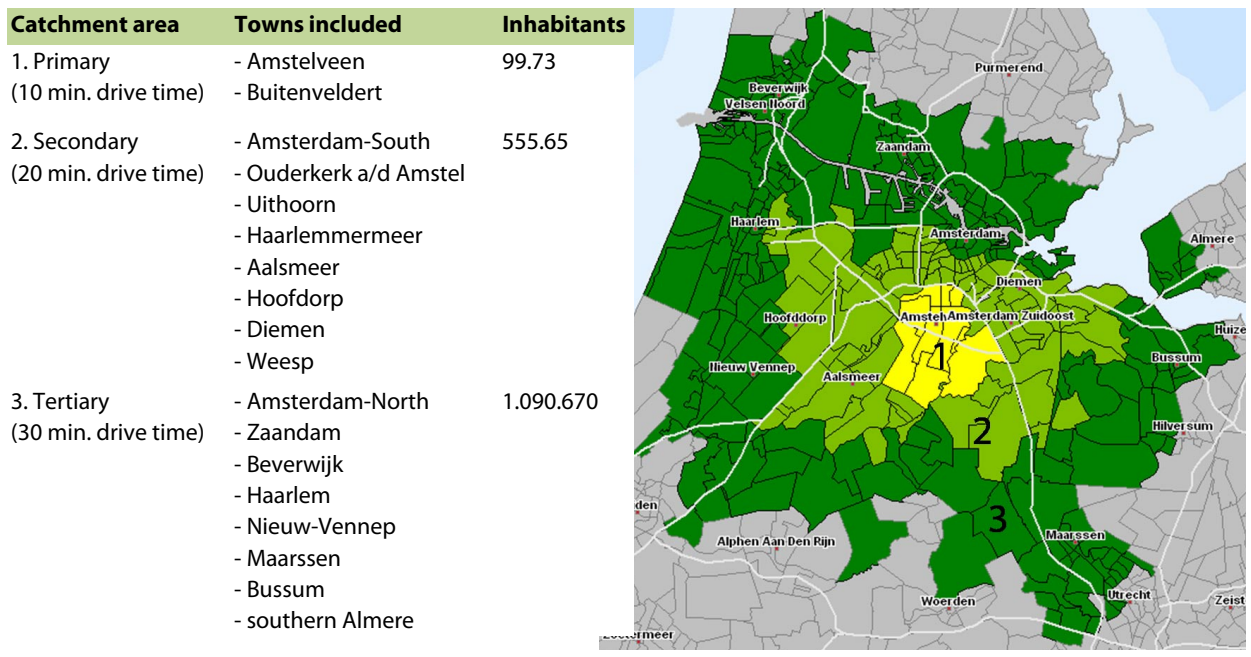 Catchment area Towns included Inhabitants
1. Primary - Amstelveen 99.73
(10 min. drive time) - Buitenveldert
2. Secondary - Amsterdam-South 555.65
(20 min. drive time) - Ouderkerk a/d Amstel
- Uithoorn
- Haarlemmermeer
- Aalsmeer
- Hoofdorp
- Diemen
- Weesp
3. Tertiary - Amsterdam-North 1.090.670
(30 min. drive time) - Zaandam
- Beverwijk
- Haarlem
- Nieuw-Vennep
- Maarssen
- Bussum
- southern Almere
Purmerend
Beverwijk
Velsen Noord
Zaandam
Haarlem
Amsterdam
Almere
Diemen
Hoofddorp
Amstel
Amsterdam Zuidoost
Huize
1
Bussum
Nieuw Vennep
Aalsmeer
2
Hilversum
den
3
Alphen Aan Den Rijn
Maarssen
Woerden
Utrecht
Zeist